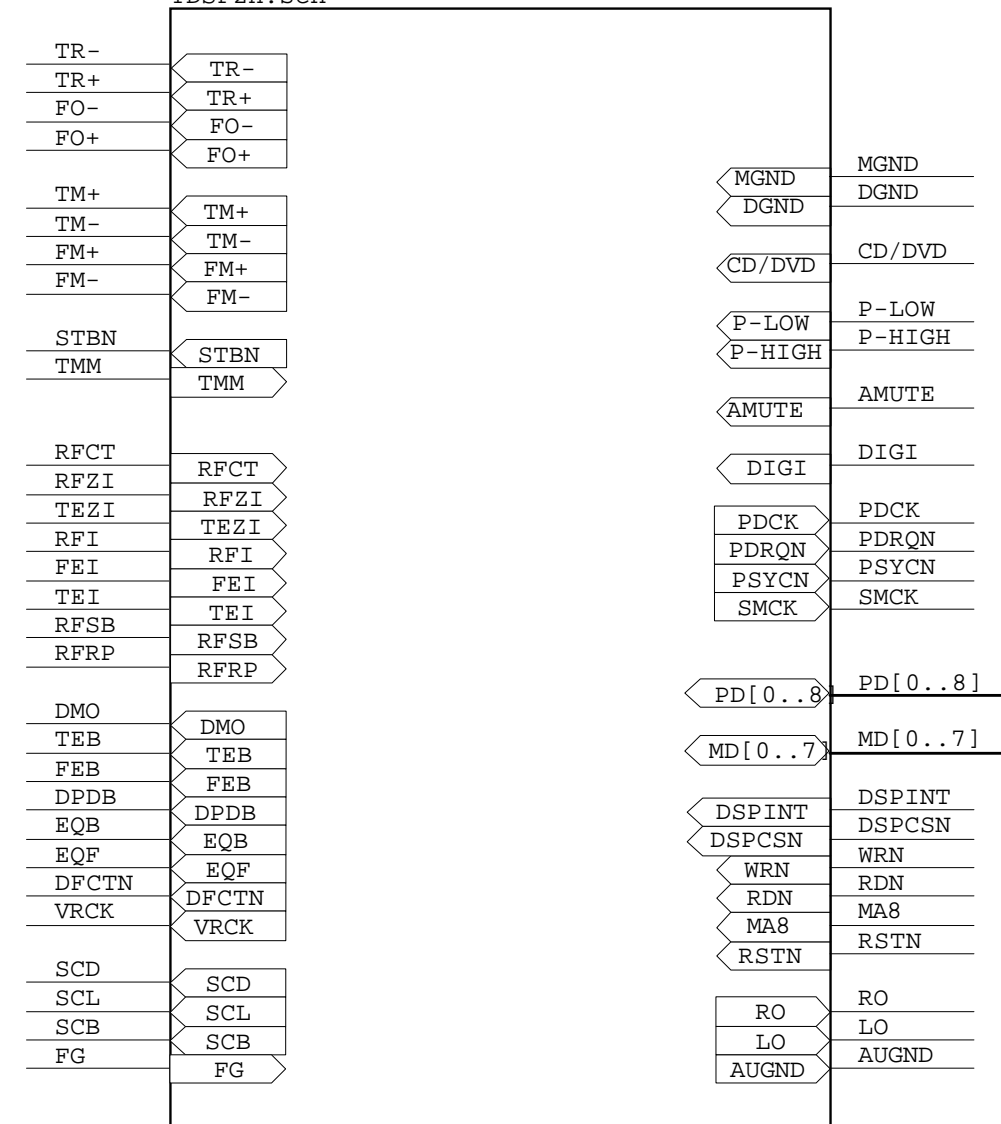 TR-
TR-
TR+
TR+
FO-
FO-
FO+
FO+
TM+
TM+
TM-
TM-
FM+
FM+
FM-
FM-
STBN
STBN
TMM
TMM
RFCT
RFCT
RFZI
RFZI
TEZI
TEZI
RFI
RFI
FEI
FEI
TEI
TEI
RFSB
RFSB
RFRP
RFRP
DMO
DMO
TEB
TEB
FEB
FEB
DPDB
DPDB
EQB
EQB
EQF
EQF
DFCTN
DFCTN
VRCK
VRCK
SCD
SCD
SCL
SCL
SCB
SCB
FG
FG
MGND
MGND
DGND
DGND
CD/DVD
CD/DVD
P-LOW
P-LOW
P-HIGH
P-HIGH
AMUTE
AMUTE
DIGI
DIGI
PDCK
PDCK
PDRQN
PDRQN
PSYCN
PSYCN
SMCK
SMCK
PD[0..8]
PD[0..8]
MD[0..7]
MD[0..7]
DSPINT
DSPINT
DSPCSN
DSPCSN
WRN
WRN
RDN
RDN
MA8
MA8
RSTN
RSTN
RO
RO
LO
LO
AUGND
AUGND